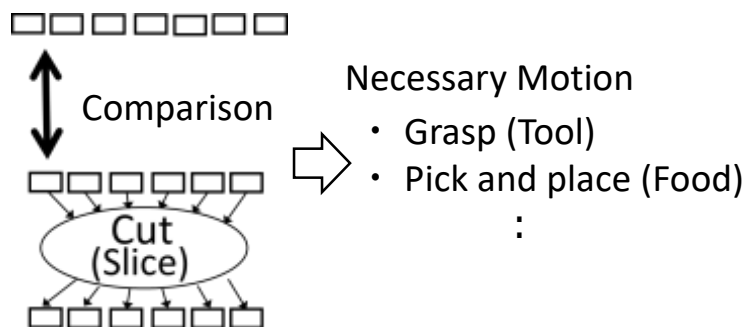 Comparison
Cut
(Slice)
Necessary Motion
・ Grasp (Tool)
・ Pick and place (Food)
: